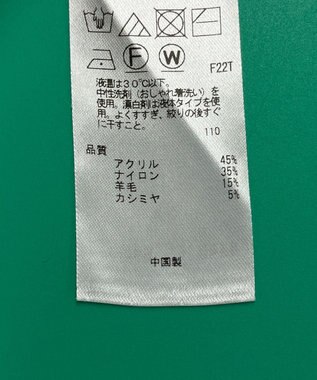 F
W
F22T
液温は30℃以下。
中性洗剤(おしゃれ着洗い)を
使用。漂白剤は液体タイプを使
用。よくすすぎ、絞りの後すぐ
に干すこと。
110
品質
アクリル 45%
ナイロン 35%
羊毛 15%
カシミヤ 5%
中国製